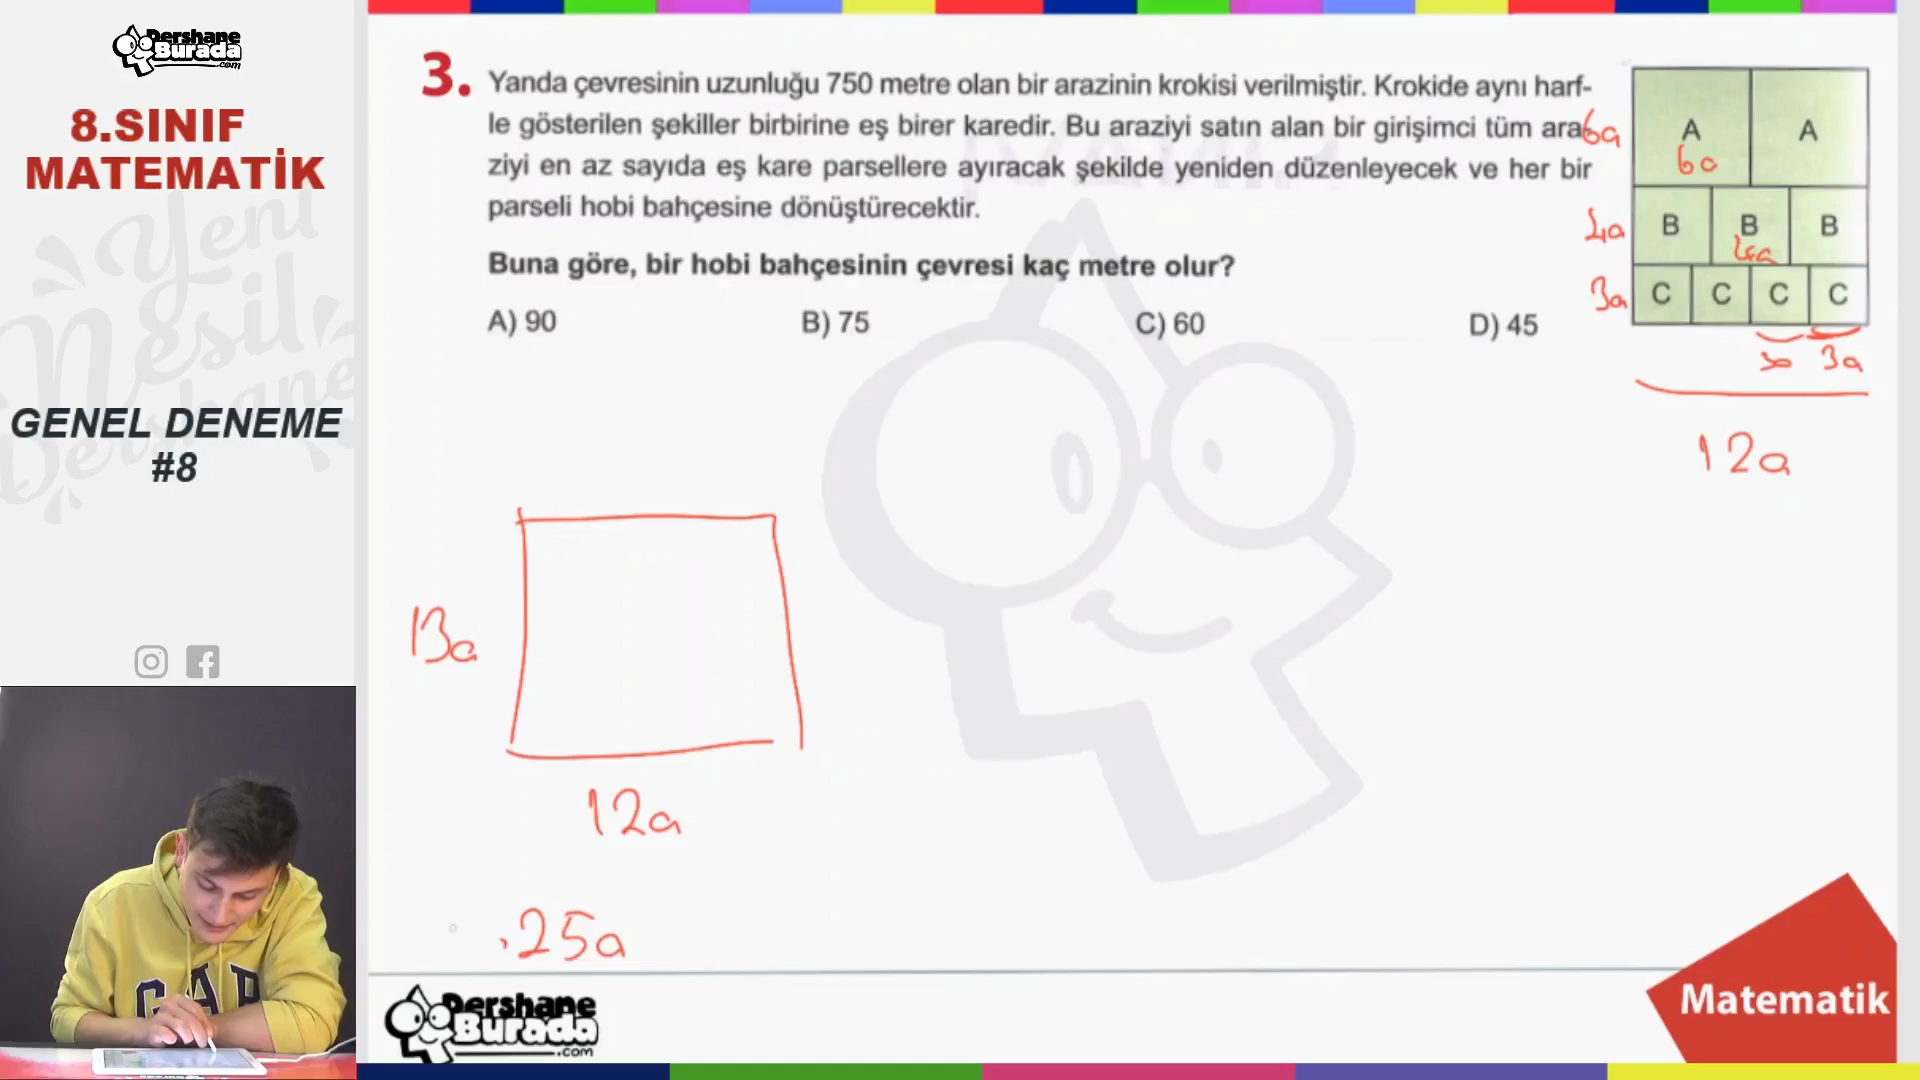 Dershane
Burada
.com
8.SINIF
MATEMATİK
Yeni
Nesil
Dershane
GENEL DENEME
#8
3. Yanda çevresinin uzunluğu 750 metre olan bir arazinin krokisi verilmiştir. Krokide aynı harf-
le gösterilen şekiller birbirine eş birer karedir. Bu araziyi satın alan bir girişimci tüm ara-
ziyi en az sayıda eş kare parsellere ayıracak şekilde yeniden düzenleyecek ve her bir
parseli hobi bahçesine dönüştürecektir.
Buna göre, bir hobi bahçesinin çevresi kaç metre olur?
A) 90 B) 75 C) 60 D) 45
A A
6a 6a
B B B
4a 4a
C C C C
3a
3a
12a
13a
12a
.25a
GAP
Dershane
Burada
.com
Matematik